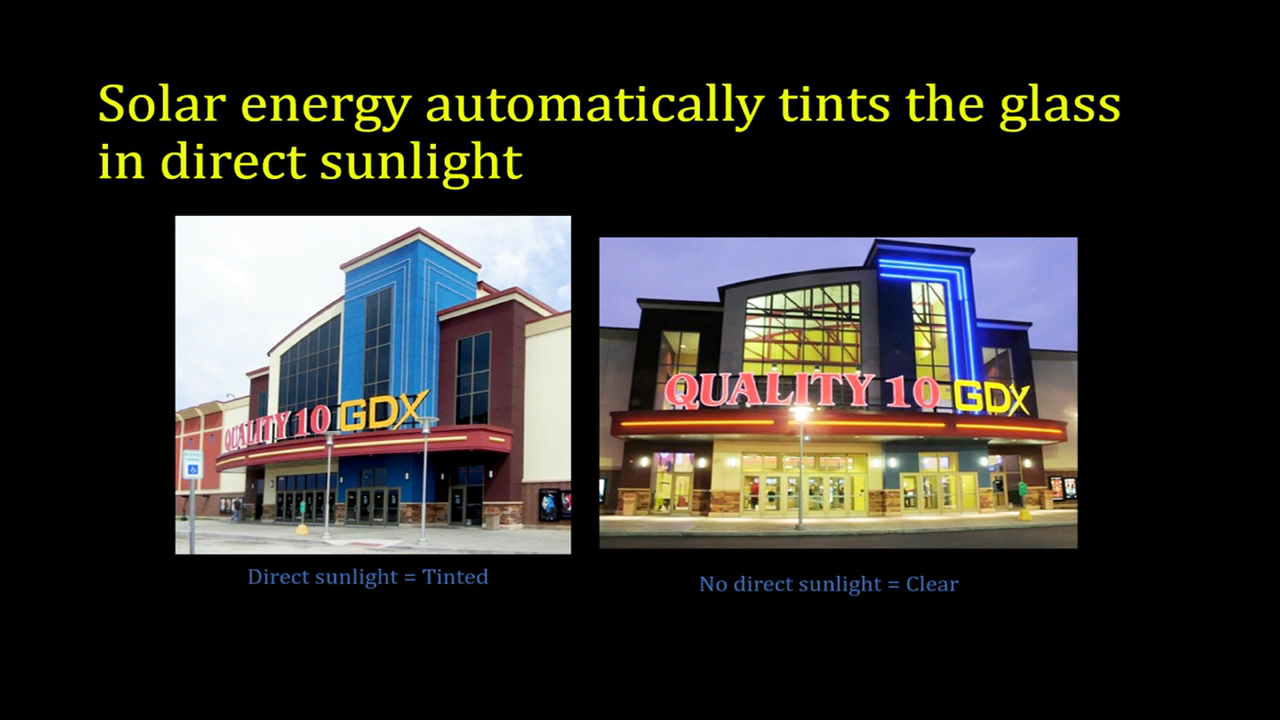 Solar energy automatically tints the glass
in direct sunlight
QUALITY 10 GDX
QUALITY 10 GDX
Direct sunlight = Tinted
No direct sunlight = Clear